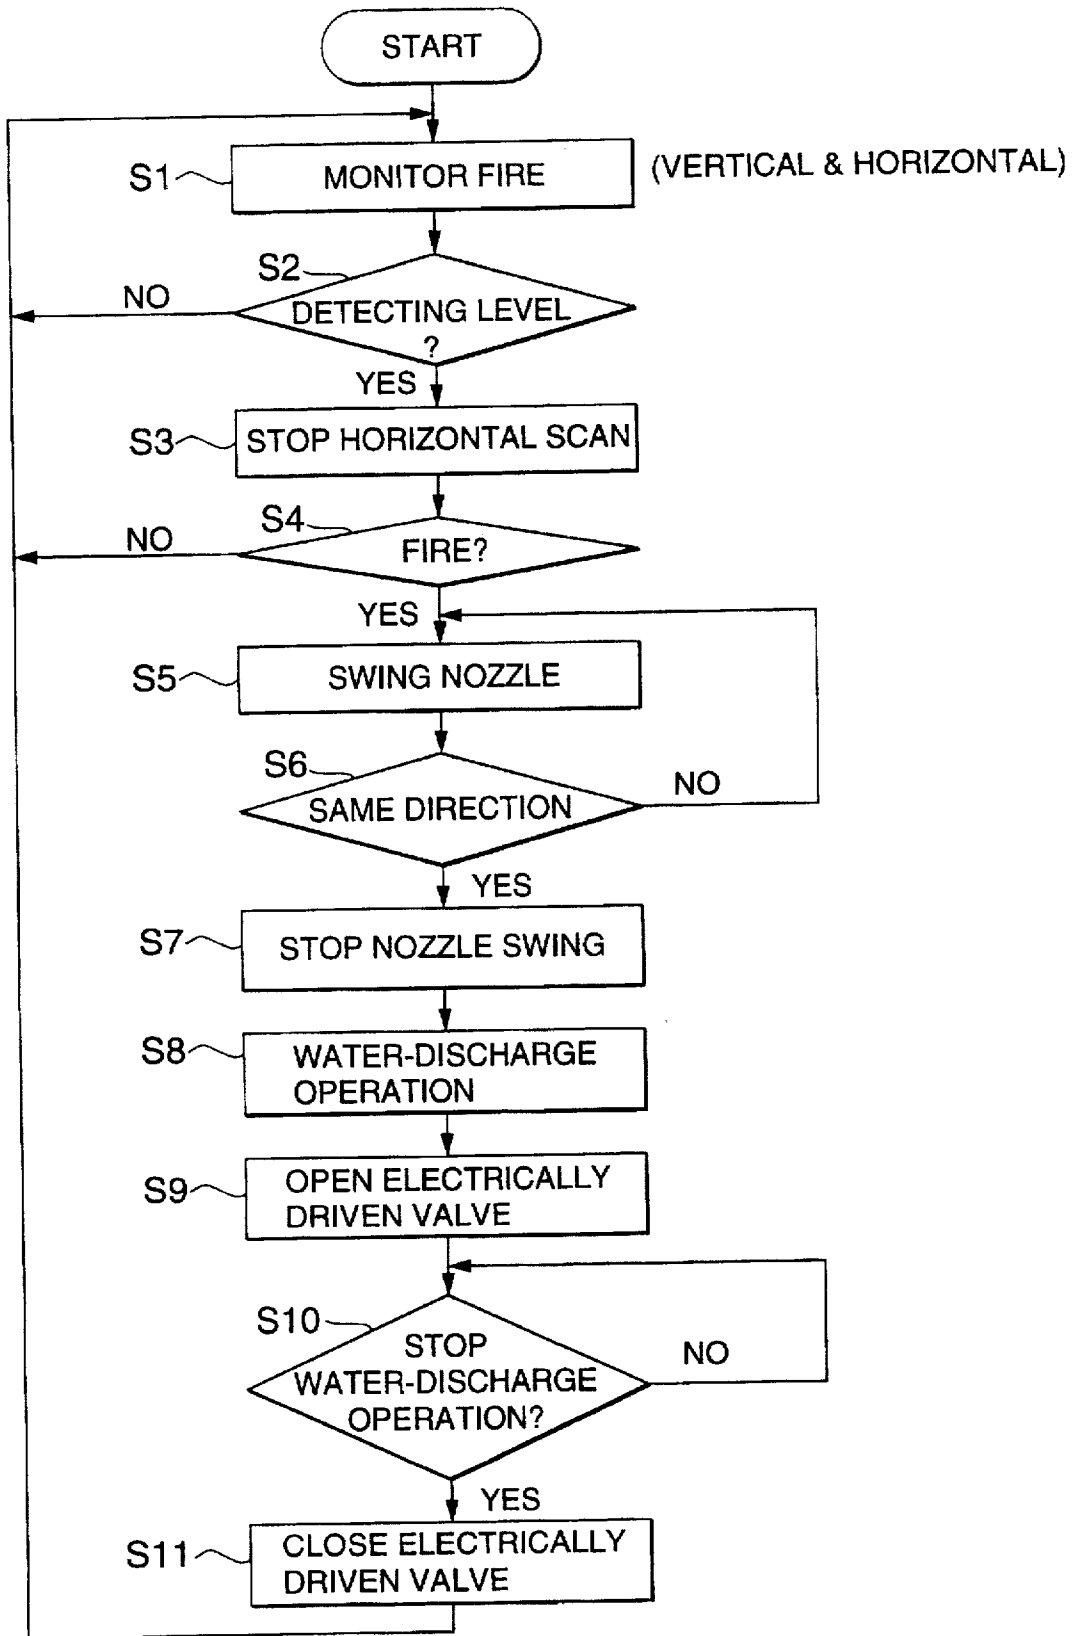 START
S1
MONITOR FIRE
(VERTICAL & HORIZONTAL)
S2
NO
DETECTING LEVEL
?
YES
S3
STOP HORIZONTAL SCAN
S4
NO
FIRE?
YES
S5
SWING NOZZLE
S6
SAME DIRECTION
NO
YES
S7
STOP NOZZLE SWING
S8
WATER-DISCHARGE
OPERATION
S9
OPEN ELECTRICALLY
DRIVEN VALVE
S10
STOP
WATER-DISCHARGE
OPERATION?
NO
YES
S11
CLOSE ELECTRICALLY
DRIVEN VALVE